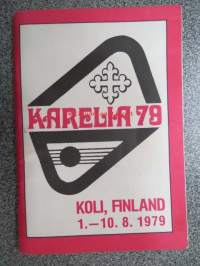 KARELIA 79
KOLI, FINLAND
1.–10. 8. 1979